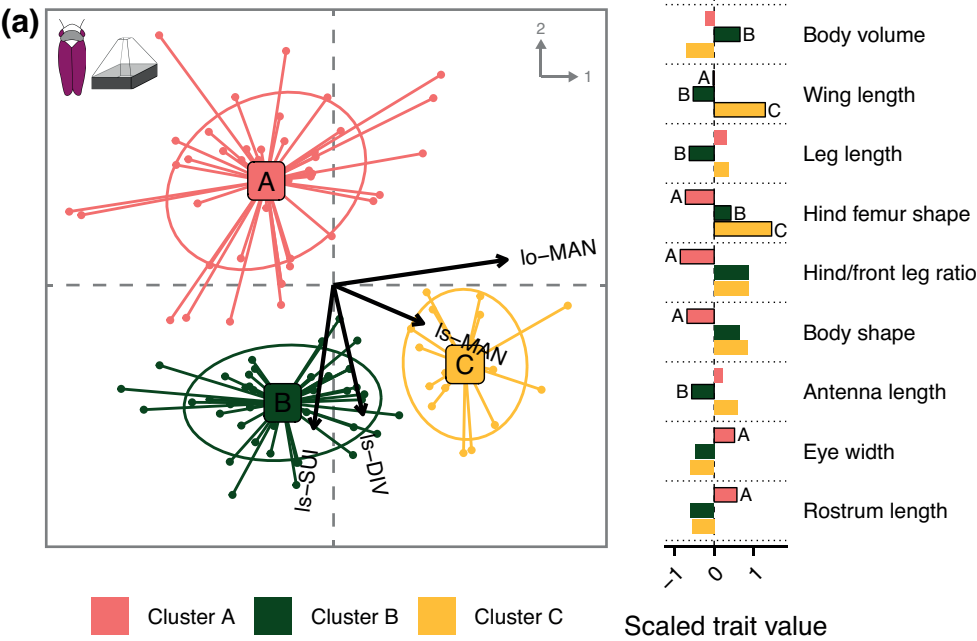 (a)
2
1
A
B
C
lo−MAN
ls−MAN
ls−DIV
ls−SUI
B
Body volume
A
B
C
Wing length
B
Leg length
A
B
C
Hind femur shape
A
Hind/front leg ratio
A
Body shape
B
Antenna length
A
Eye width
A
Rostrum length
−1 0 1
Scaled trait value
Cluster A Cluster B Cluster C